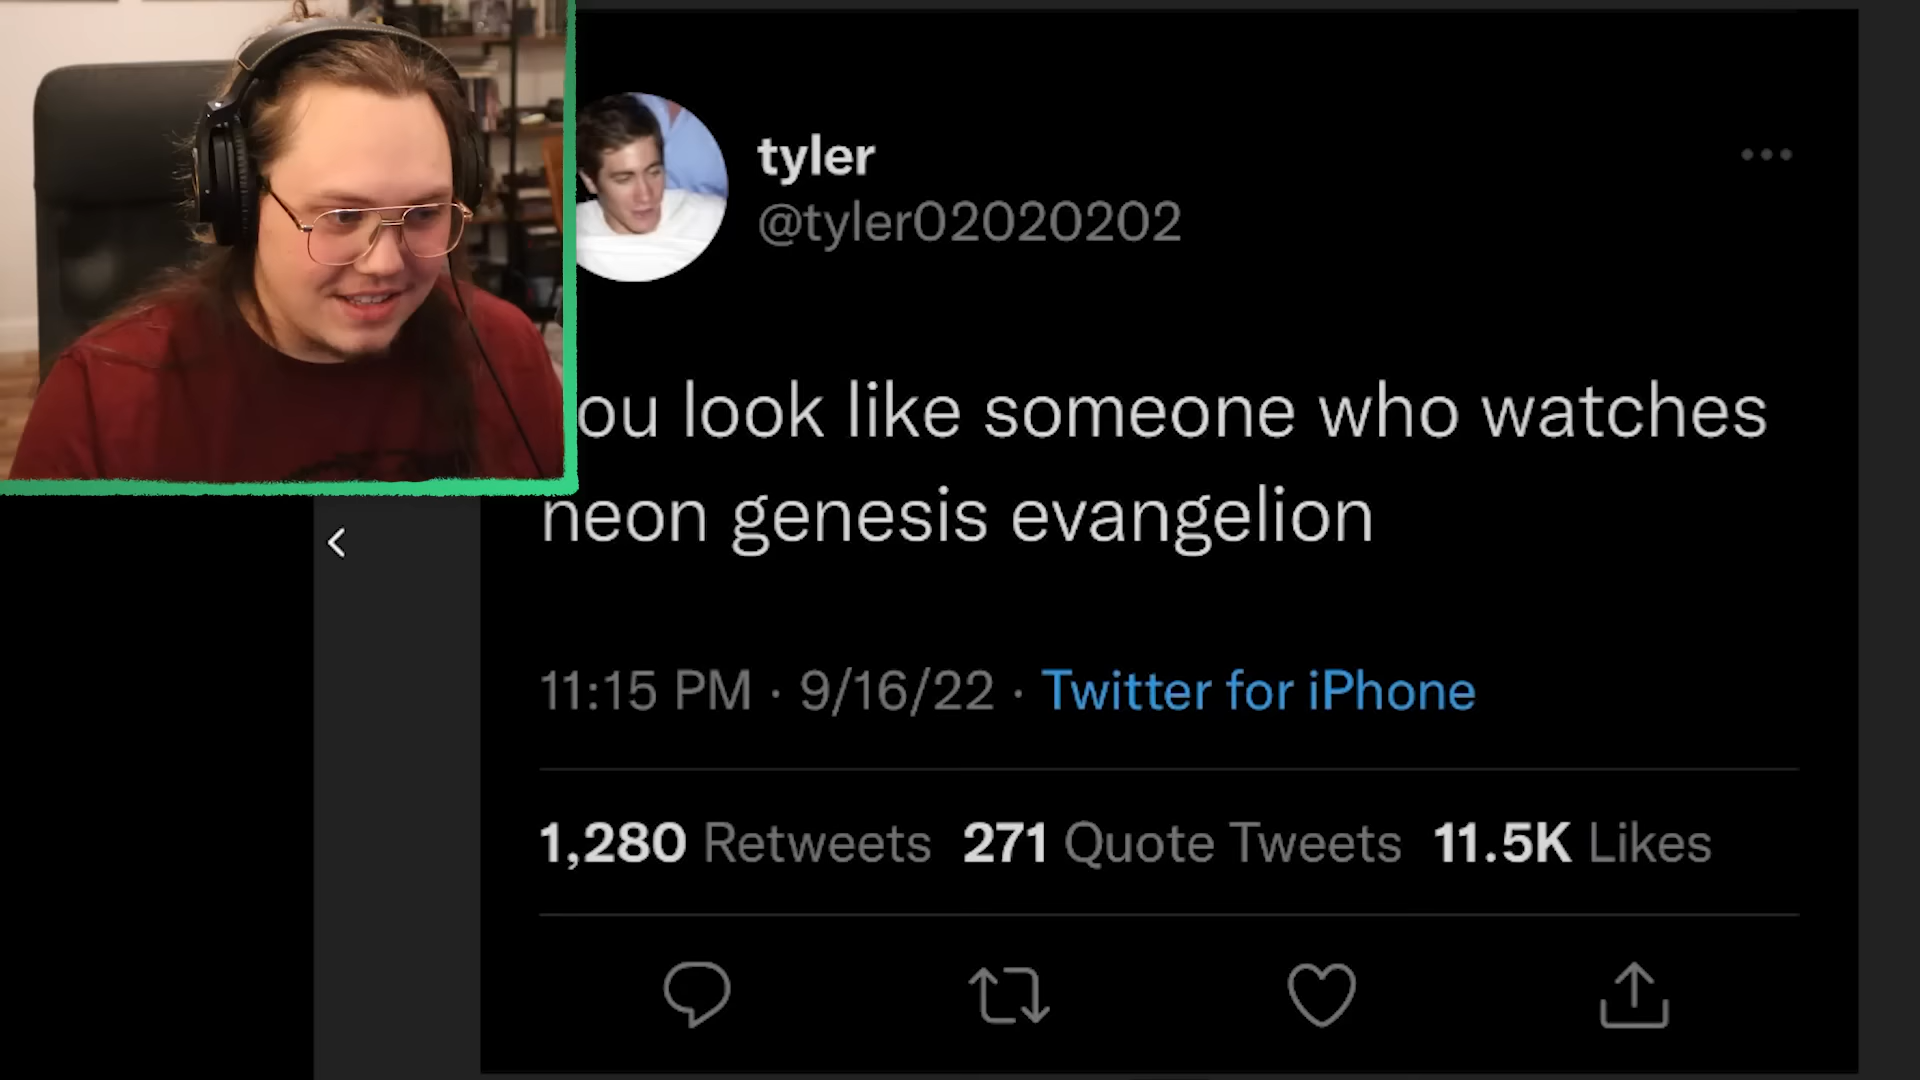 tyler
@tyler02020202
ou look like someone who watches
neon genesis evangelion
11:15 PM · 9/16/22 · Twitter for iPhone
1,280 Retweets 271 Quote Tweets 11.5K Likes